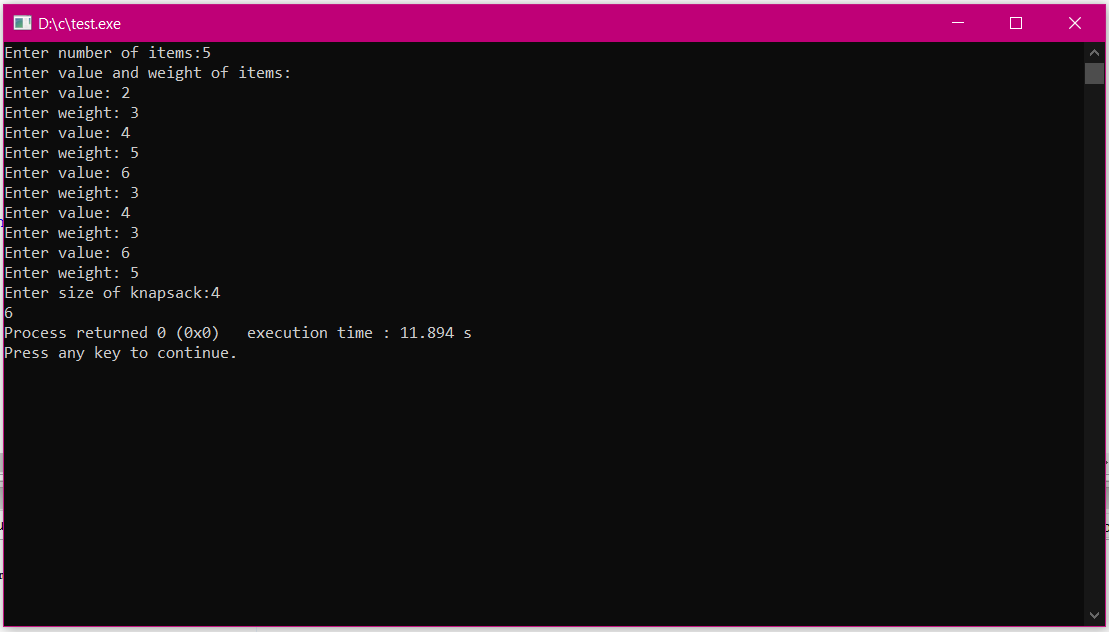 D:\c\test.exe
Enter number of items:5
Enter value and weight of items:
Enter value: 2
Enter weight: 3
Enter value: 4
Enter weight: 5
Enter value: 6
Enter weight: 3
Enter value: 4
Enter weight: 3
Enter value: 6
Enter weight: 5
Enter size of knapsack:4
6
Process returned 0 (0x0)   execution time : 11.894 s
Press any key to continue.